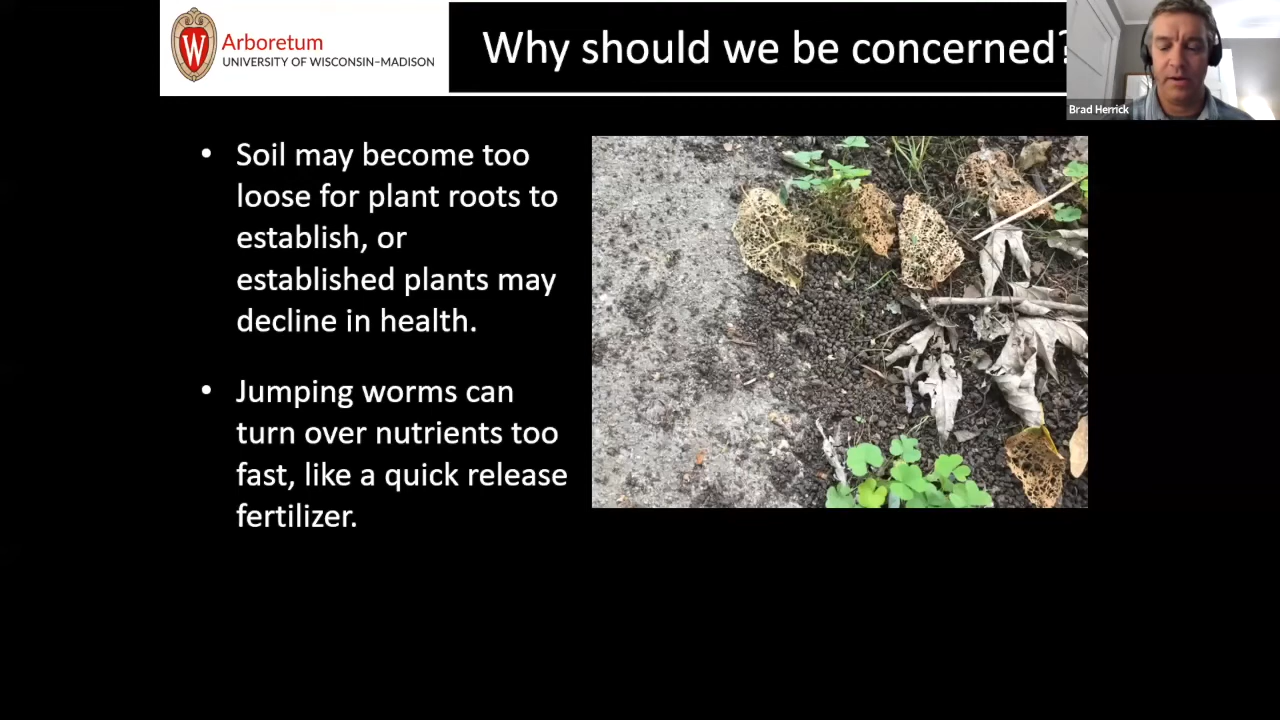 W
Arboretum
UNIVERSITY OF WISCONSIN–MADISON
Why should we be concerned?
Brad Herrick
• Soil may become too
loose for plant roots to
establish, or
established plants may
decline in health.
• Jumping worms can
turn over nutrients too
fast, like a quick release
fertilizer.